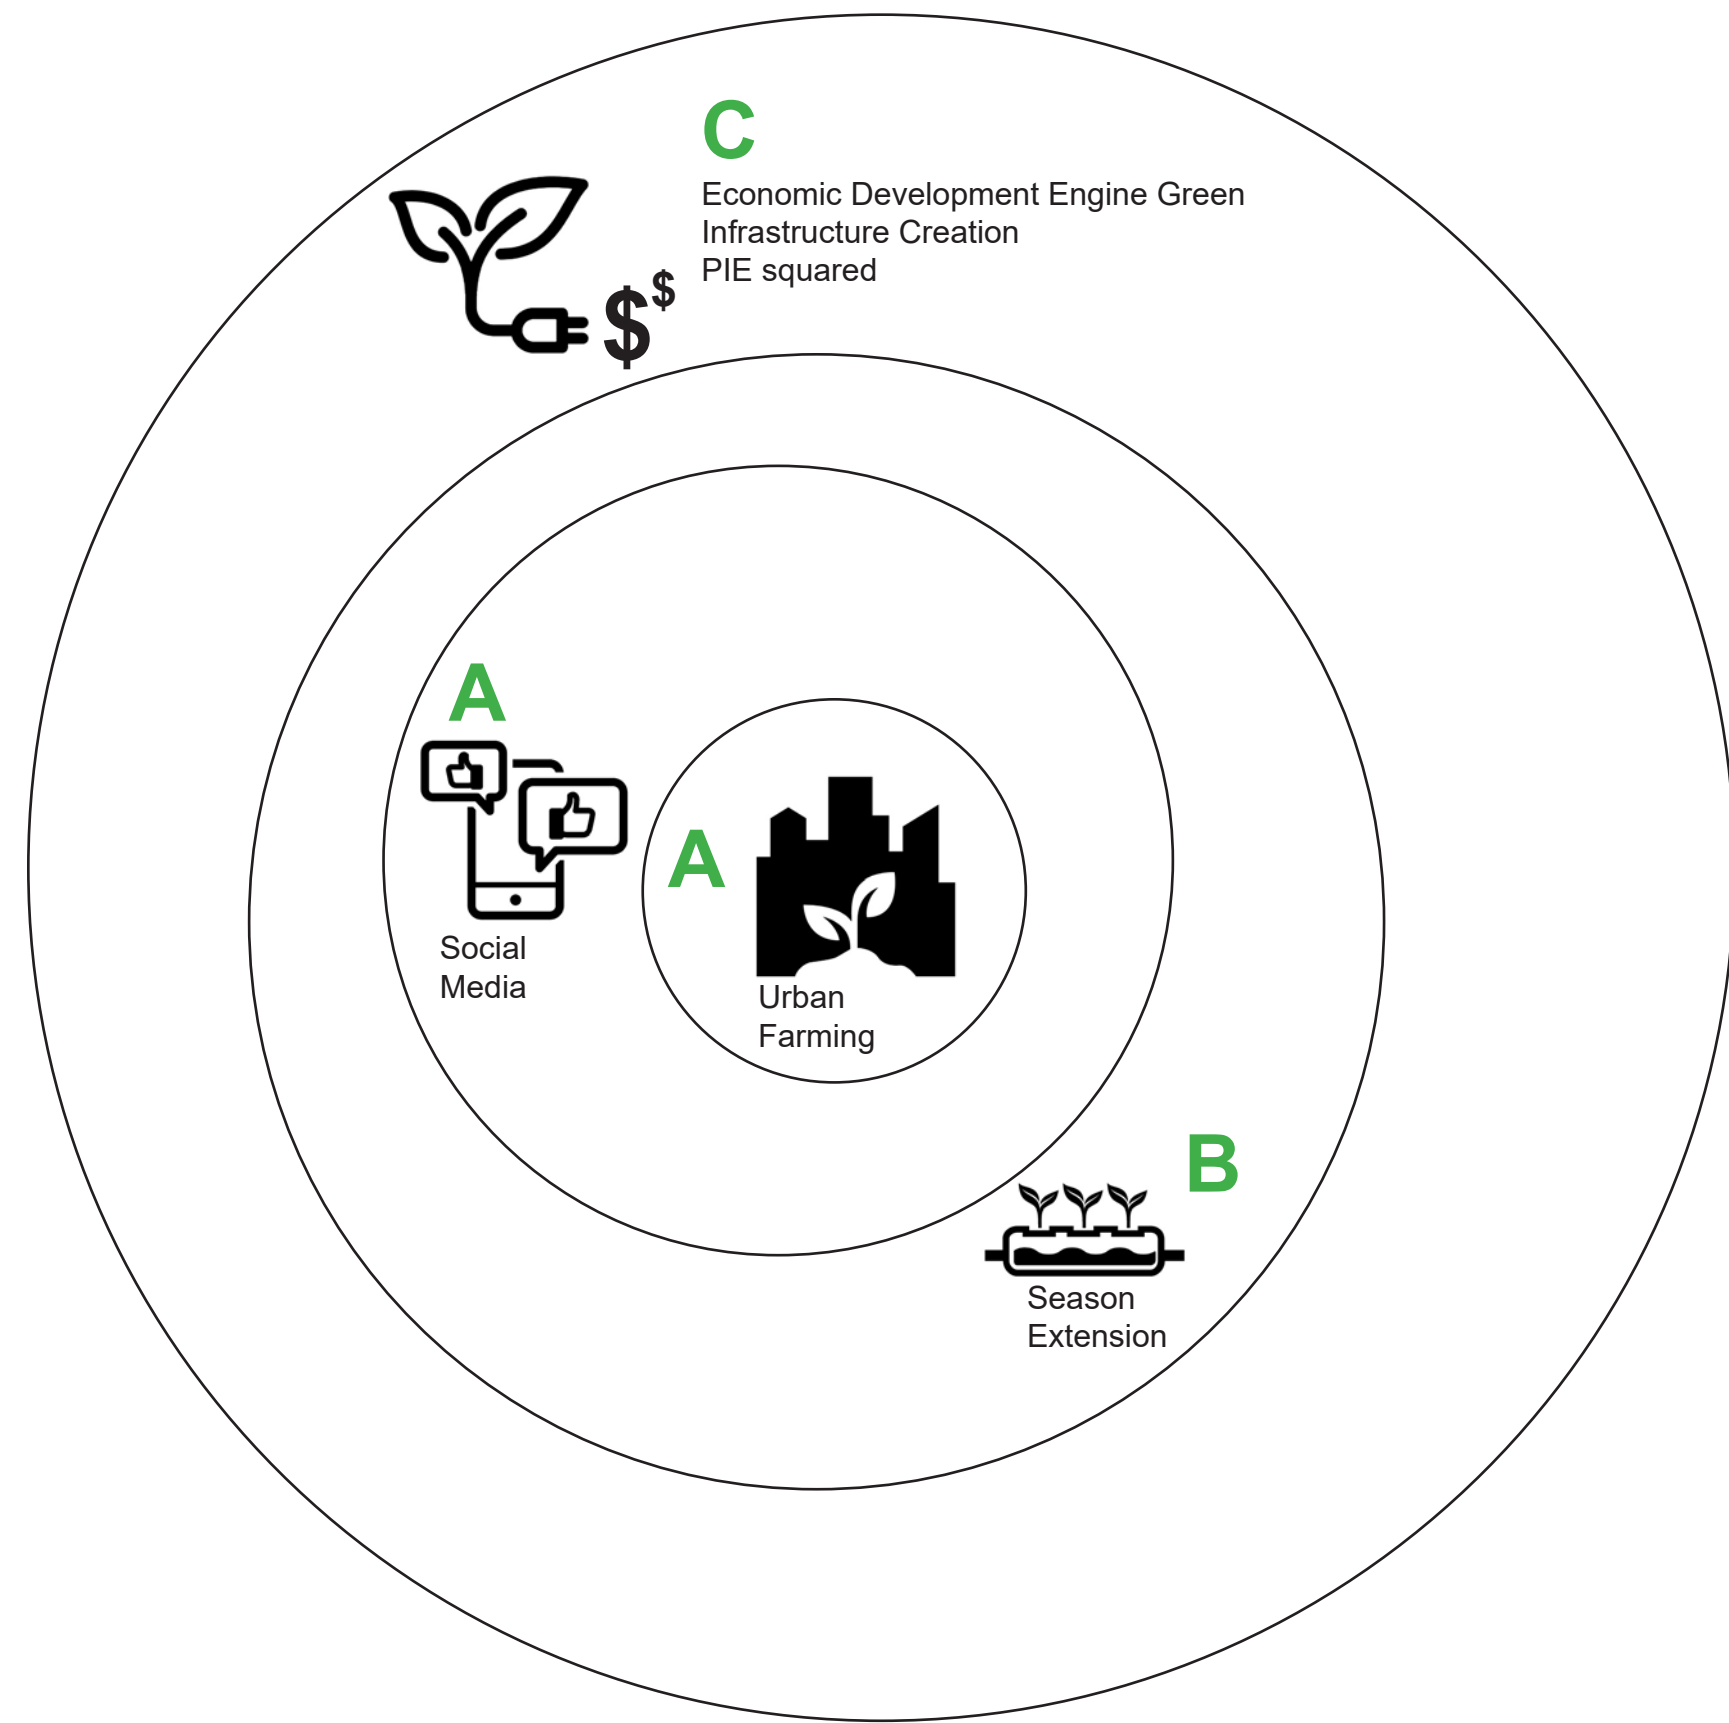 C
Economic Development Engine Green
Infrastructure Creation
PIE squared
$$
A
Social
Media
A
Urban
Farming
B
Season
Extension